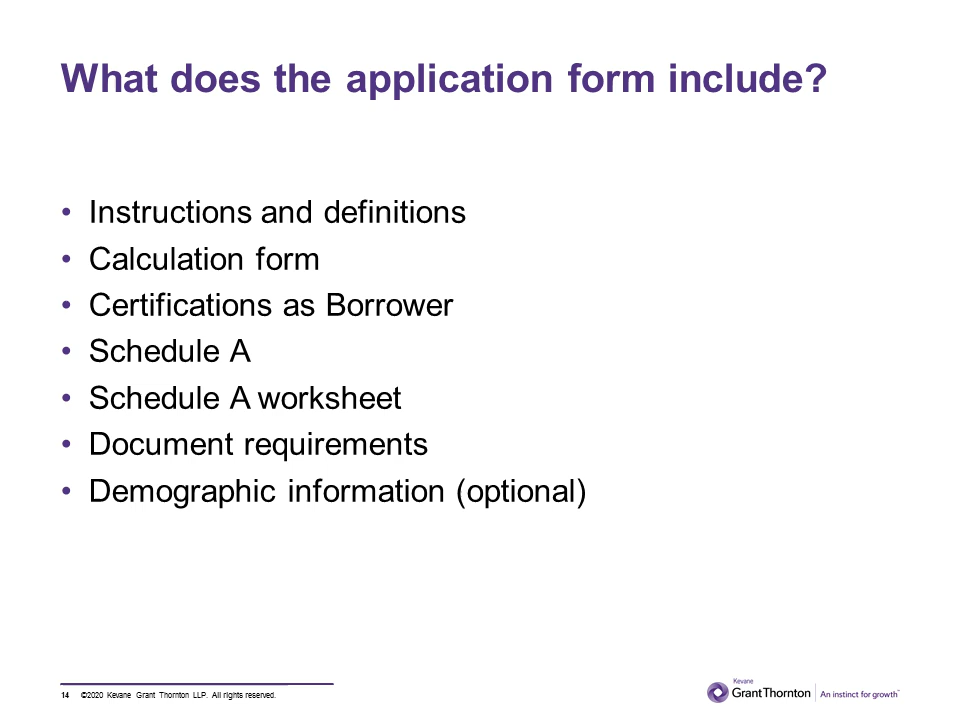 What does the application form include?
• Instructions and definitions
• Calculation form
• Certifications as Borrower
• Schedule A
• Schedule A worksheet
• Document requirements
• Demographic information (optional)
14 ©2020 Kevane Grant Thornton LLP. All rights reserved.
Kevane
Grant Thornton An instinct for growth™